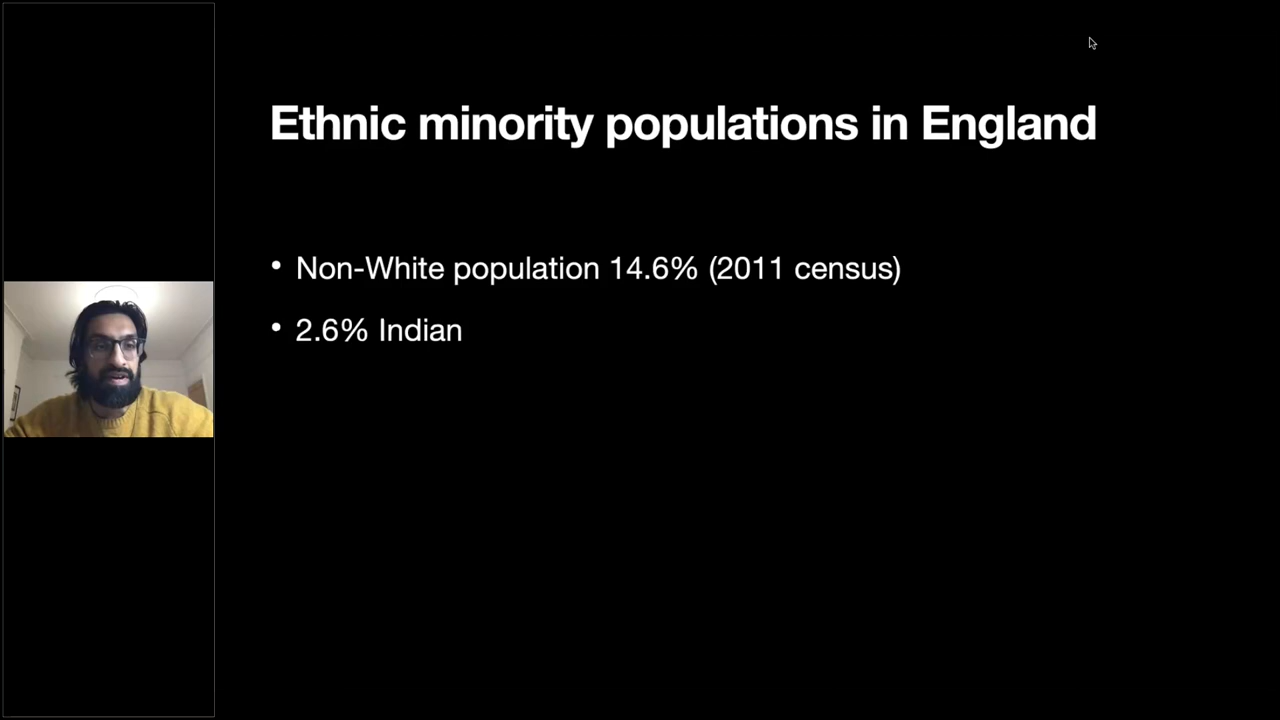 Ethnic minority populations in England
• Non-White population 14.6% (2011 census)
• 2.6% Indian